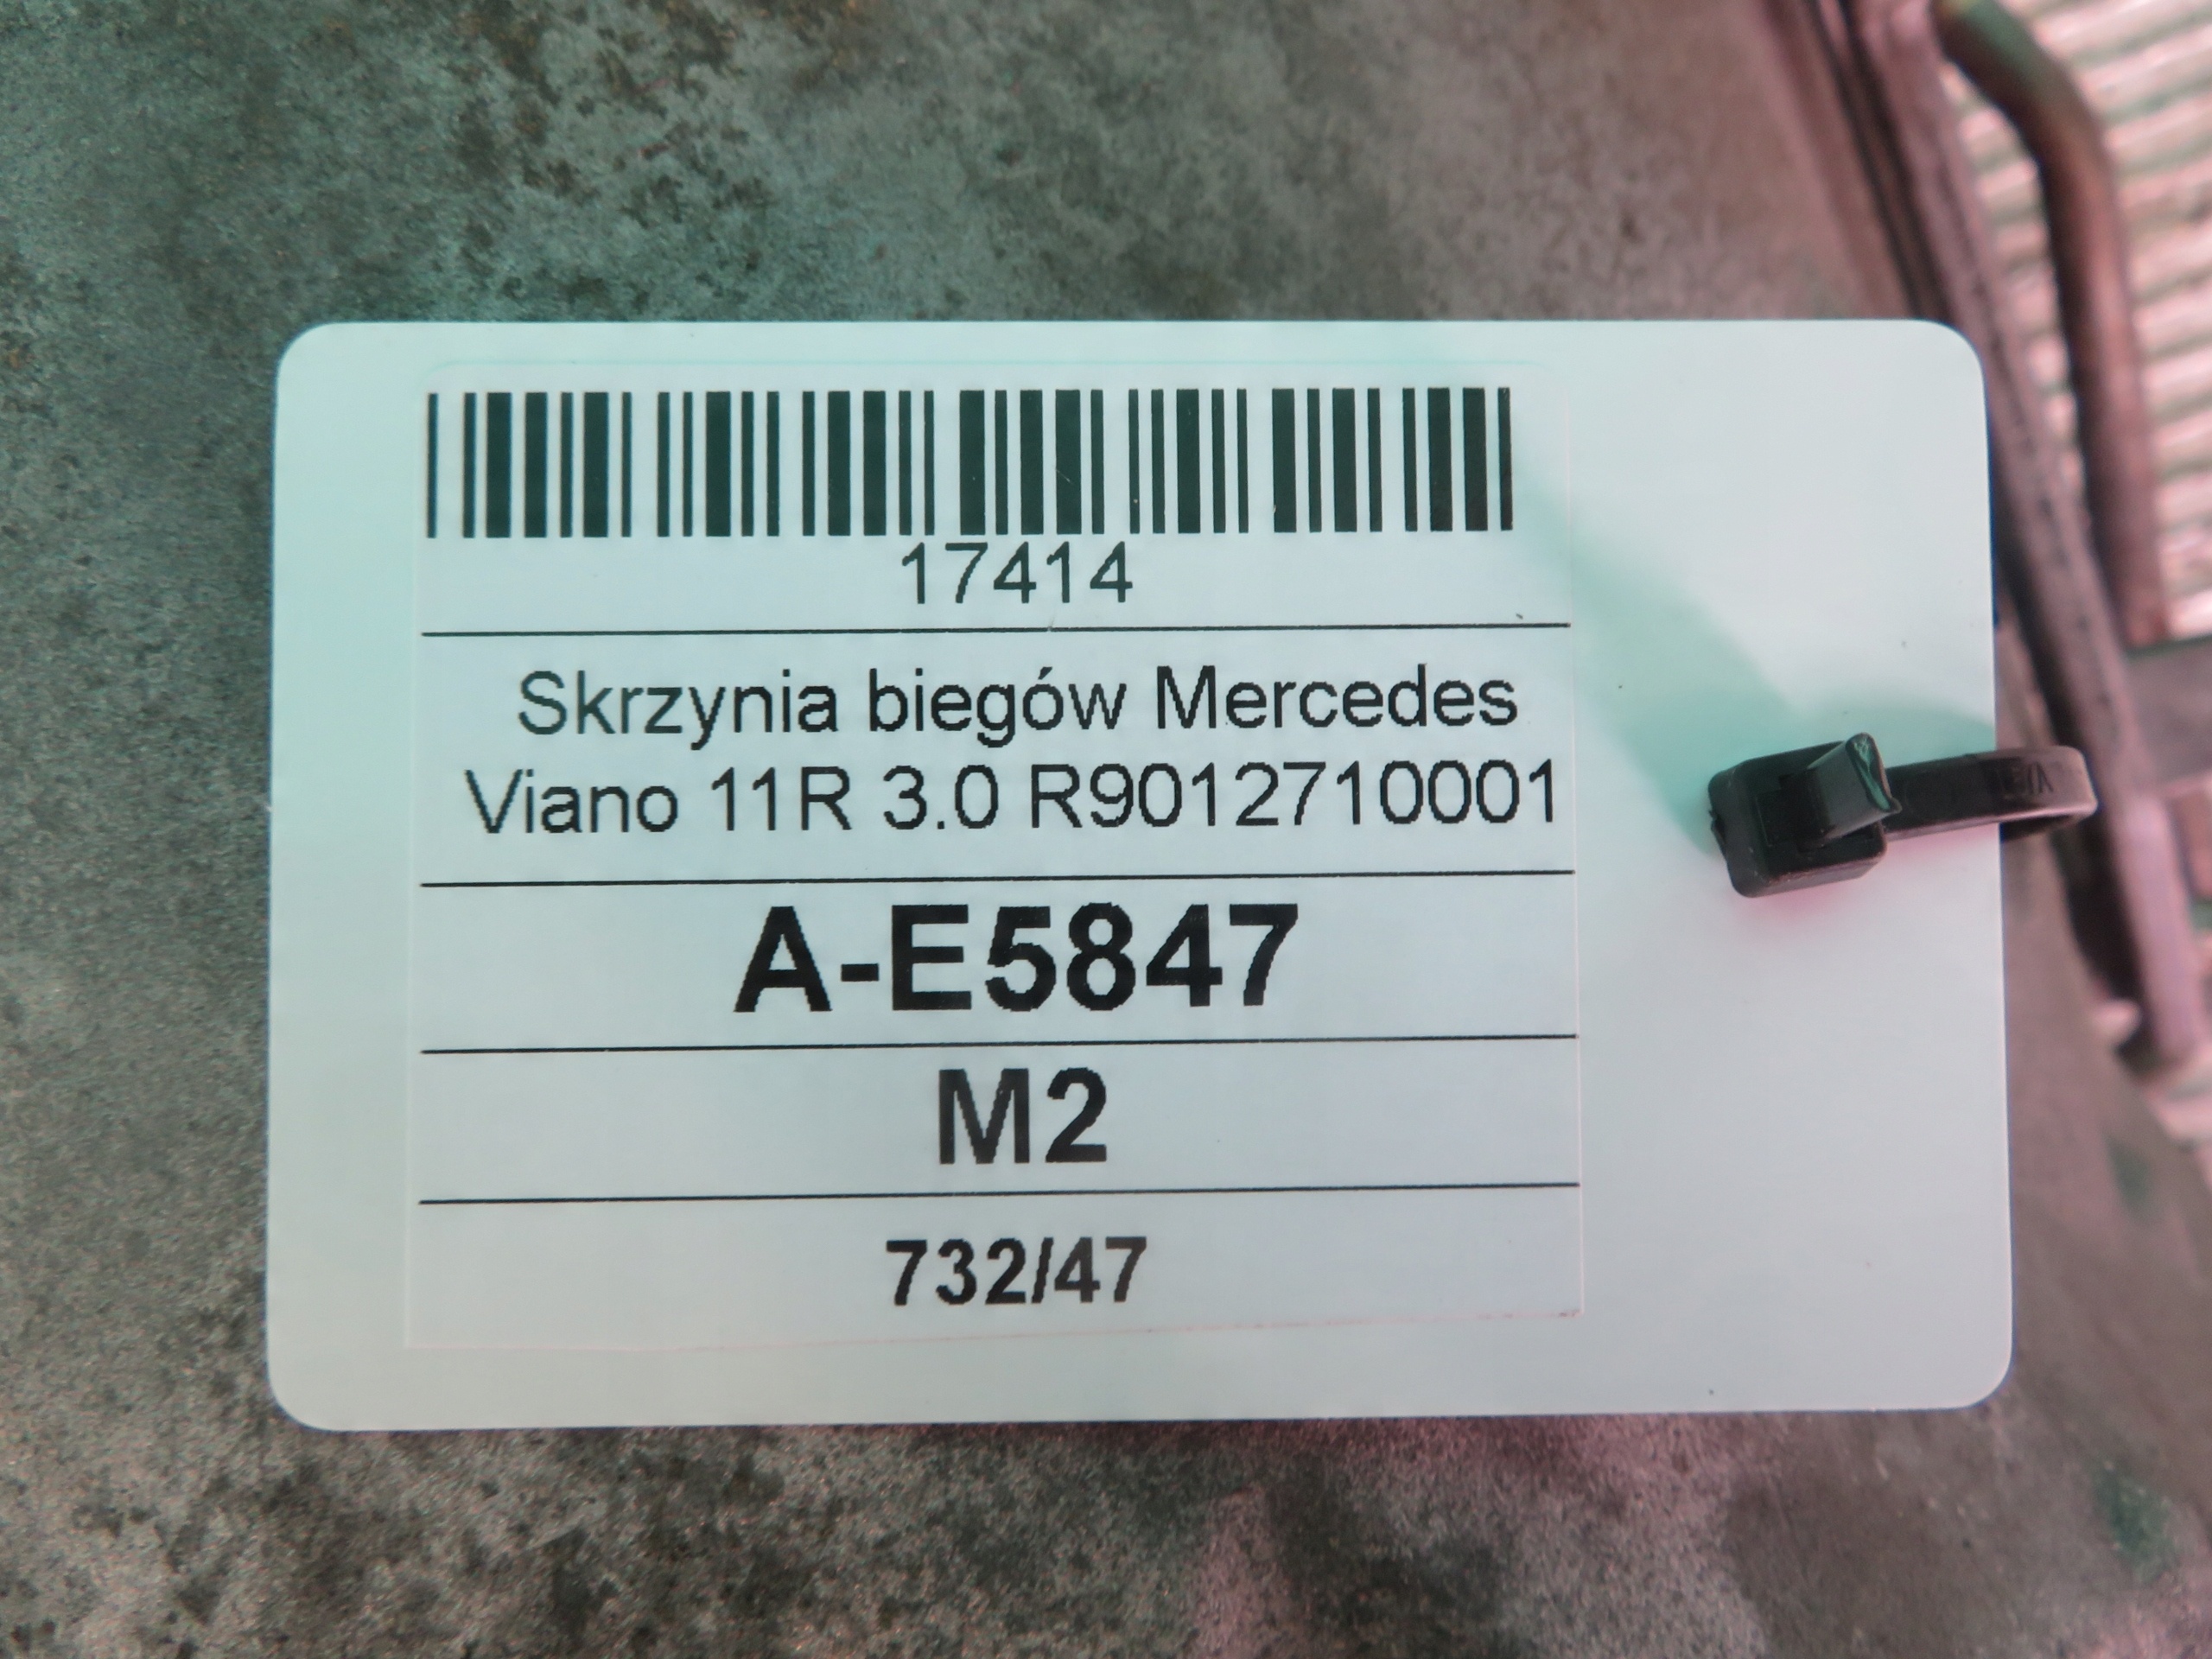 17414
Skrzynia biegów Mercedes
Viano 11R 3.0 R9012710001
A-E5847
M2
732/47